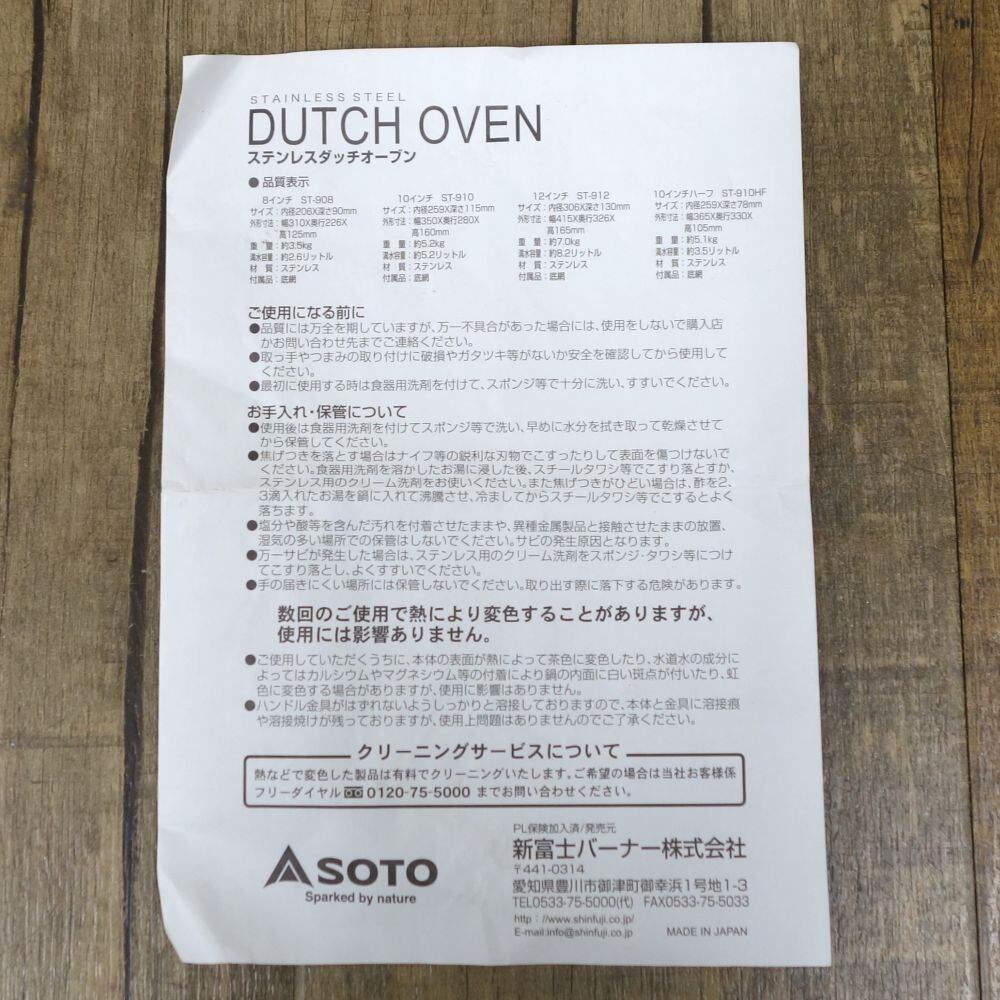 STAINLESS STEEL
DUTCH OVEN
ステンレスダッチオーブン
●品質表示
8インチ ST-908
サイズ：内径206X深さ90mm
外形寸法：幅310X奥行226X
高125mm
重 量：約3.5kg
満水容量：約2.6リットル
材 質：ステンレス
付属品：底網
10インチ ST-910
サイズ：内径259X深さ115mm
外形寸法：幅350X奥行280X
高160mm
重 量：約5.2kg
満水容量：約5.2リットル
材 質：ステンレス
付属品：底網
12インチ ST-912
サイズ：内径306X深さ130mm
外形寸法：幅415X奥行326X
高165mm
重 量：約7.0kg
満水容量：約8.2リットル
材 質：ステンレス
付属品：底網
10インチハーフ ST-910HF
サイズ：内径259X深さ78mm
外形寸法：幅365X奥行330X
高105mm
重 量：約5.1kg
満水容量：約3.5リットル
材 質：ステンレス
付属品：底網
ご使用になる前に
●品質には万全を期していますが、万一不具合があった場合には、使用をしないで購入店
かお問い合わせ先までご連絡ください。
●取っ手やつまみの取り付けに破損やガタツキ等がないか安全を確認してから使用して
ください。
●最初に使用する時は食器用洗剤を付けて、スポンジ等で十分に洗い、すすいでください。
お手入れ・保管について
●使用後は食器用洗剤を付けてスポンジ等で洗い、早めに水分を拭き取って乾燥させて
から保管してください。
●焦げつきを落とす場合はナイフ等の鋭利な刃物でこすったりして表面を傷つけないで
ください。食器用洗剤を溶かしたお湯に浸した後、スチールタワシ等でこすり落とすか、
ステンレス用のクリーム洗剤をお使いください。また焦げつきがひどい場合は、酢を2、
3滴入れたお湯を鍋に入れて沸騰させ、冷ましてからスチールタワシ等でこするとよく
落ちます。
●塩分や酸等を含んだ汚れを付着させたままや、異種金属製品と接触させたままの放置、
湿気の多い場所での保管はしないでください。サビの発生原因となります。
●万一サビが発生した場合は、ステンレス用のクリーム洗剤をスポンジ・タワシ等につけ
てこすり落とし、よくすすいでください。
●手の届きにくい場所には保管しないでください。取り出す際に落下する危険があります。
数回のご使用で熱により変色することがありますが、
使用には影響ありません。
●ご使用していただくうちに、本体の表面が熱によって茶色に変色したり、水道水の成分に
よってはカルシウムやマグネシウム等の付着により鍋の内面に白い斑点が付いたり、虹
色に変色する場合がありますが、使用に影響はありません。
●ハンドル金具がはずれないようしっかりと溶接しておりますので、本体と金具に溶接痕
や溶接焼けが残っておりますが、使用上問題はありませんのでご了承ください。
クリーニングサービスについて
熱などで変色した製品は有料でクリーニングいたします。ご希望の場合は当社お客様係
フリーダイヤル 0120-75-5000 までお問い合わせください。
SOTO
Sparked by nature
PL保険加入済/発売元
新富士バーナー株式会社
〒441-0314
愛知県豊川市御津町御幸浜1号地1-3
TEL0533-75-5000(代) FAX0533-75-5033
http：//www.shinfuji.co.jp/
E-mail:info@shinfuji.co.jp MADE IN JAPAN